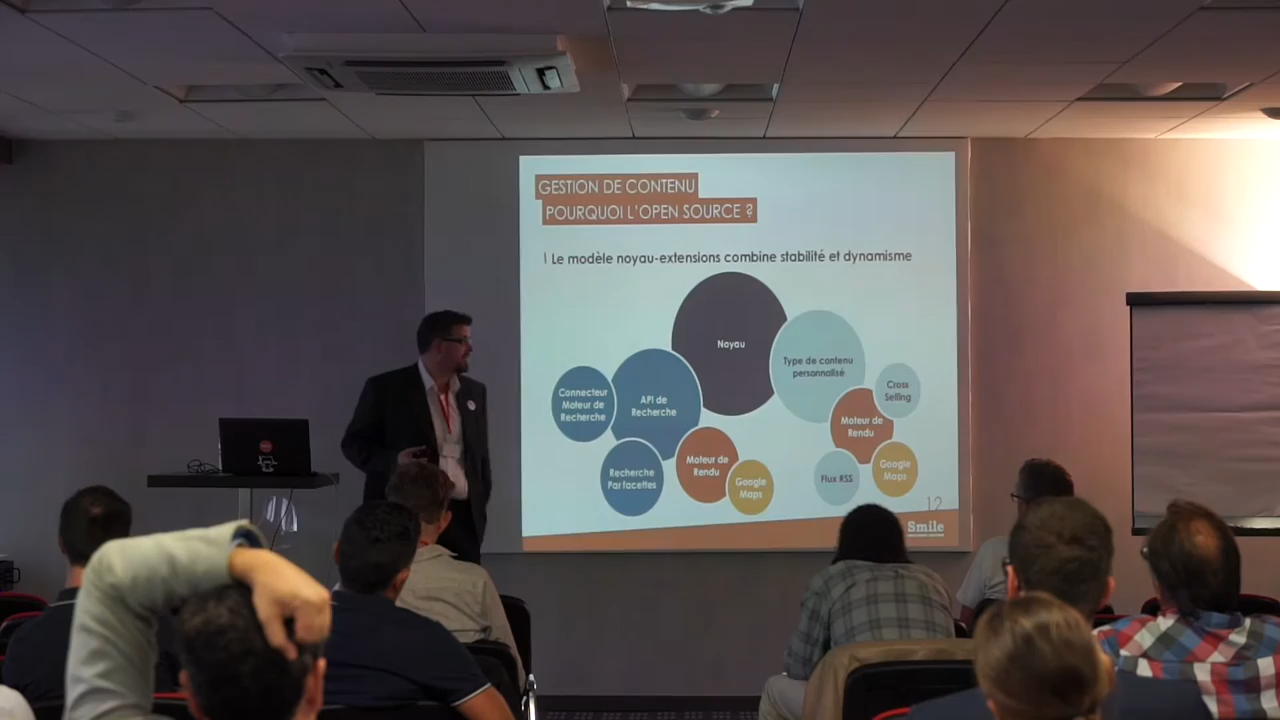 GESTION DE CONTENU
POURQUOI L'OPEN SOURCE ?
\ Le modèle noyau-extensions combine stabilité et dynamisme
Noyau
Type de contenu
personnalisé
Connecteur
Moteur de
Recherche
API de
Recherche
Cross
Selling
Moteur de
Rendu
Recherche
Par facettes
Moteur de
Rendu
Google
Maps
Flux RSS
Google
Maps
12
Smile